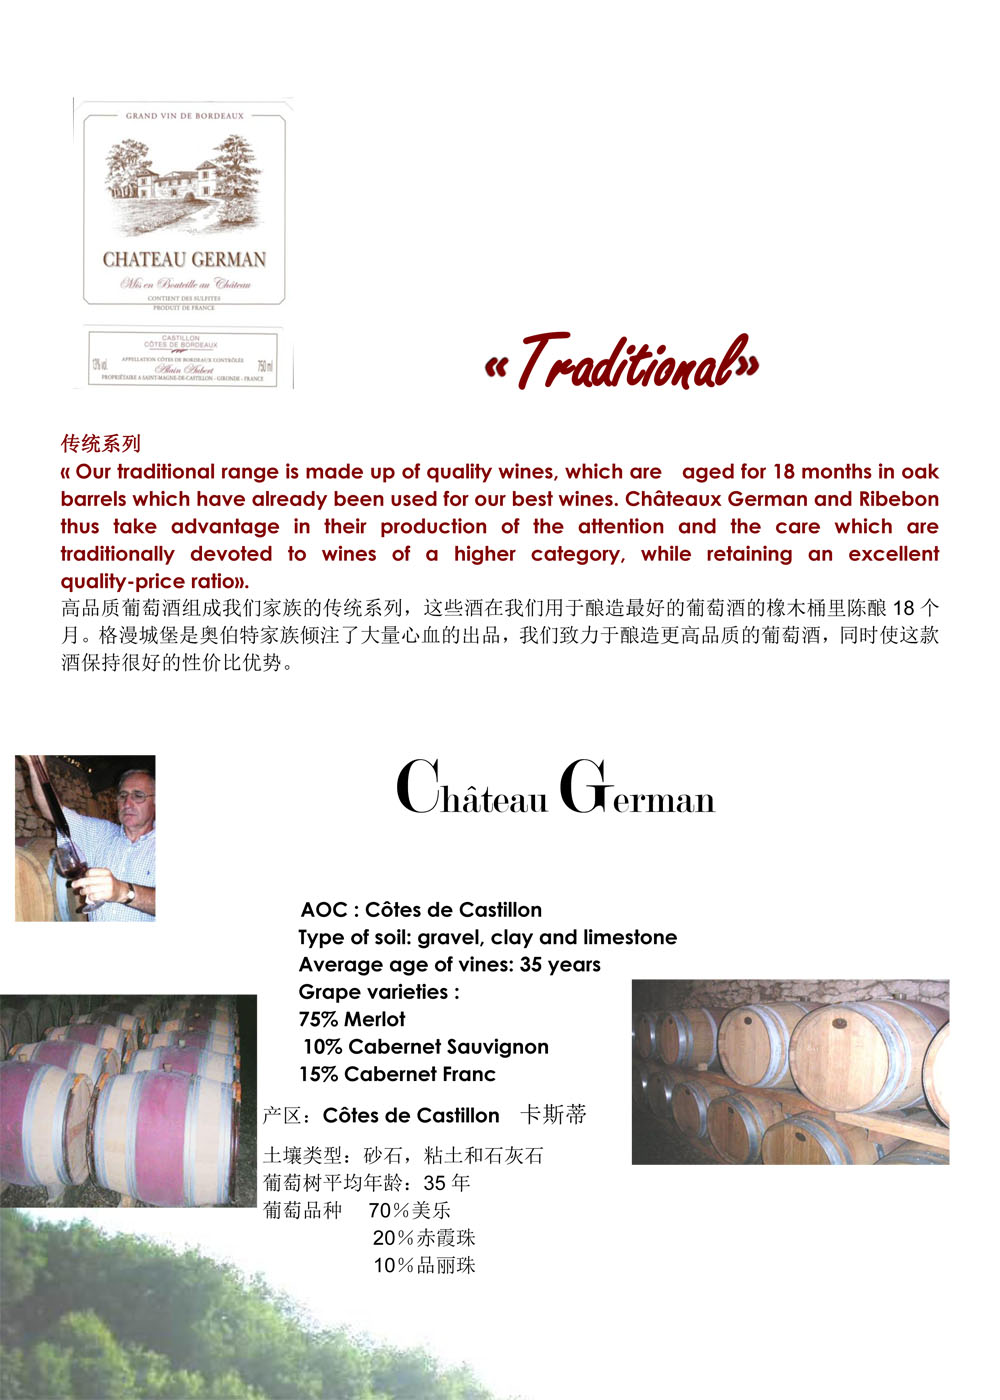 GRAND VIN DE BORDEAUX
CHATEAU GERMAN
Mis en Bouteille au Château
CONTIENT DES SULFITES
PRODUIT DE FRANCE
CASTILLON
CÔTES DE BORDEAUX
APPELLATION CÔTES DE BORDEAUX CONTRÔLÉE
13% vol. Alain Aubert 750 ml
PROPRIÉTAIRE A SAINT-MAGNE-DE-CASTILLON - GIRONDE - FRANCE
«Traditional»
传统系列
« Our traditional range is made up of quality wines, which are aged for 18 months in oak
barrels which have already been used for our best wines. Châteaux German and Ribebon
thus take advantage in their production of the attention and the care which are
traditionally devoted to wines of a higher category, while retaining an excellent
quality-price ratio».
高品质葡萄酒组成我们家族的传统系列，这些酒在我们用于酿造最好的葡萄酒的橡木桶里陈酿 18 个
月。格漫城堡是奥伯特家族倾注了大量心血的出品，我们致力于酿造更高品质的葡萄酒，同时使这款
酒保持很好的性价比优势。
Château German
AOC : Côtes de Castillon
Type of soil: gravel, clay and limestone
Average age of vines: 35 years
Grape varieties :
75% Merlot
10% Cabernet Sauvignon
15% Cabernet Franc
产区：Côtes de Castillon 卡斯蒂
土壤类型：砂石，粘土和石灰石
葡萄树平均年龄：35 年
葡萄品种 70％美乐
20％赤霞珠
10％品丽珠